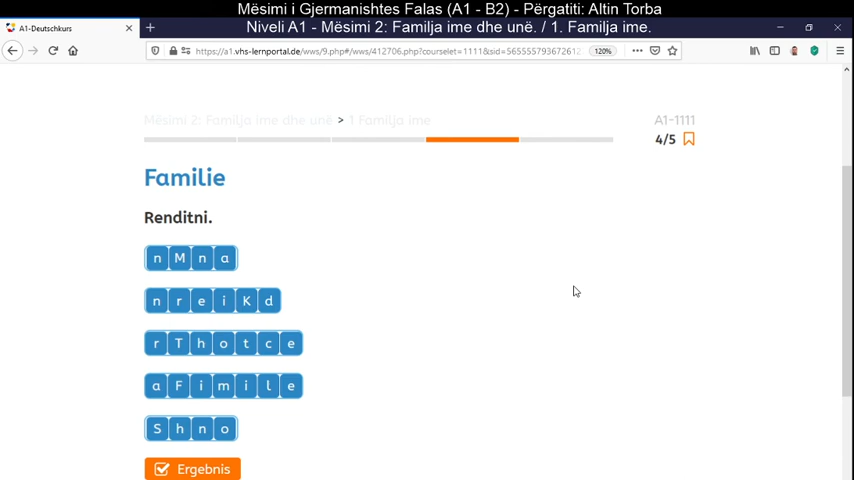 Mësimi i Gjermanishtes Falas (A1 - B2) - Përgatiti: Altin Torba
Niveli A1 - Mësimi 2: Familja ime dhe unë. / 1. Familja ime.
A1-Deutschkurs
https://a1.vhs-lernportal.de/wws/9.php#/wws/412706.php?courselet=1111&sid=5655557936726​12
120%
Mësimi 2: Familja ime dhe unë > 1 Familja ime
A1-1111
4/5
Familie
Renditni.
n M n a
n r e i K d
r T h o t c e
a F i m i l e
S h n o
Ergebnis